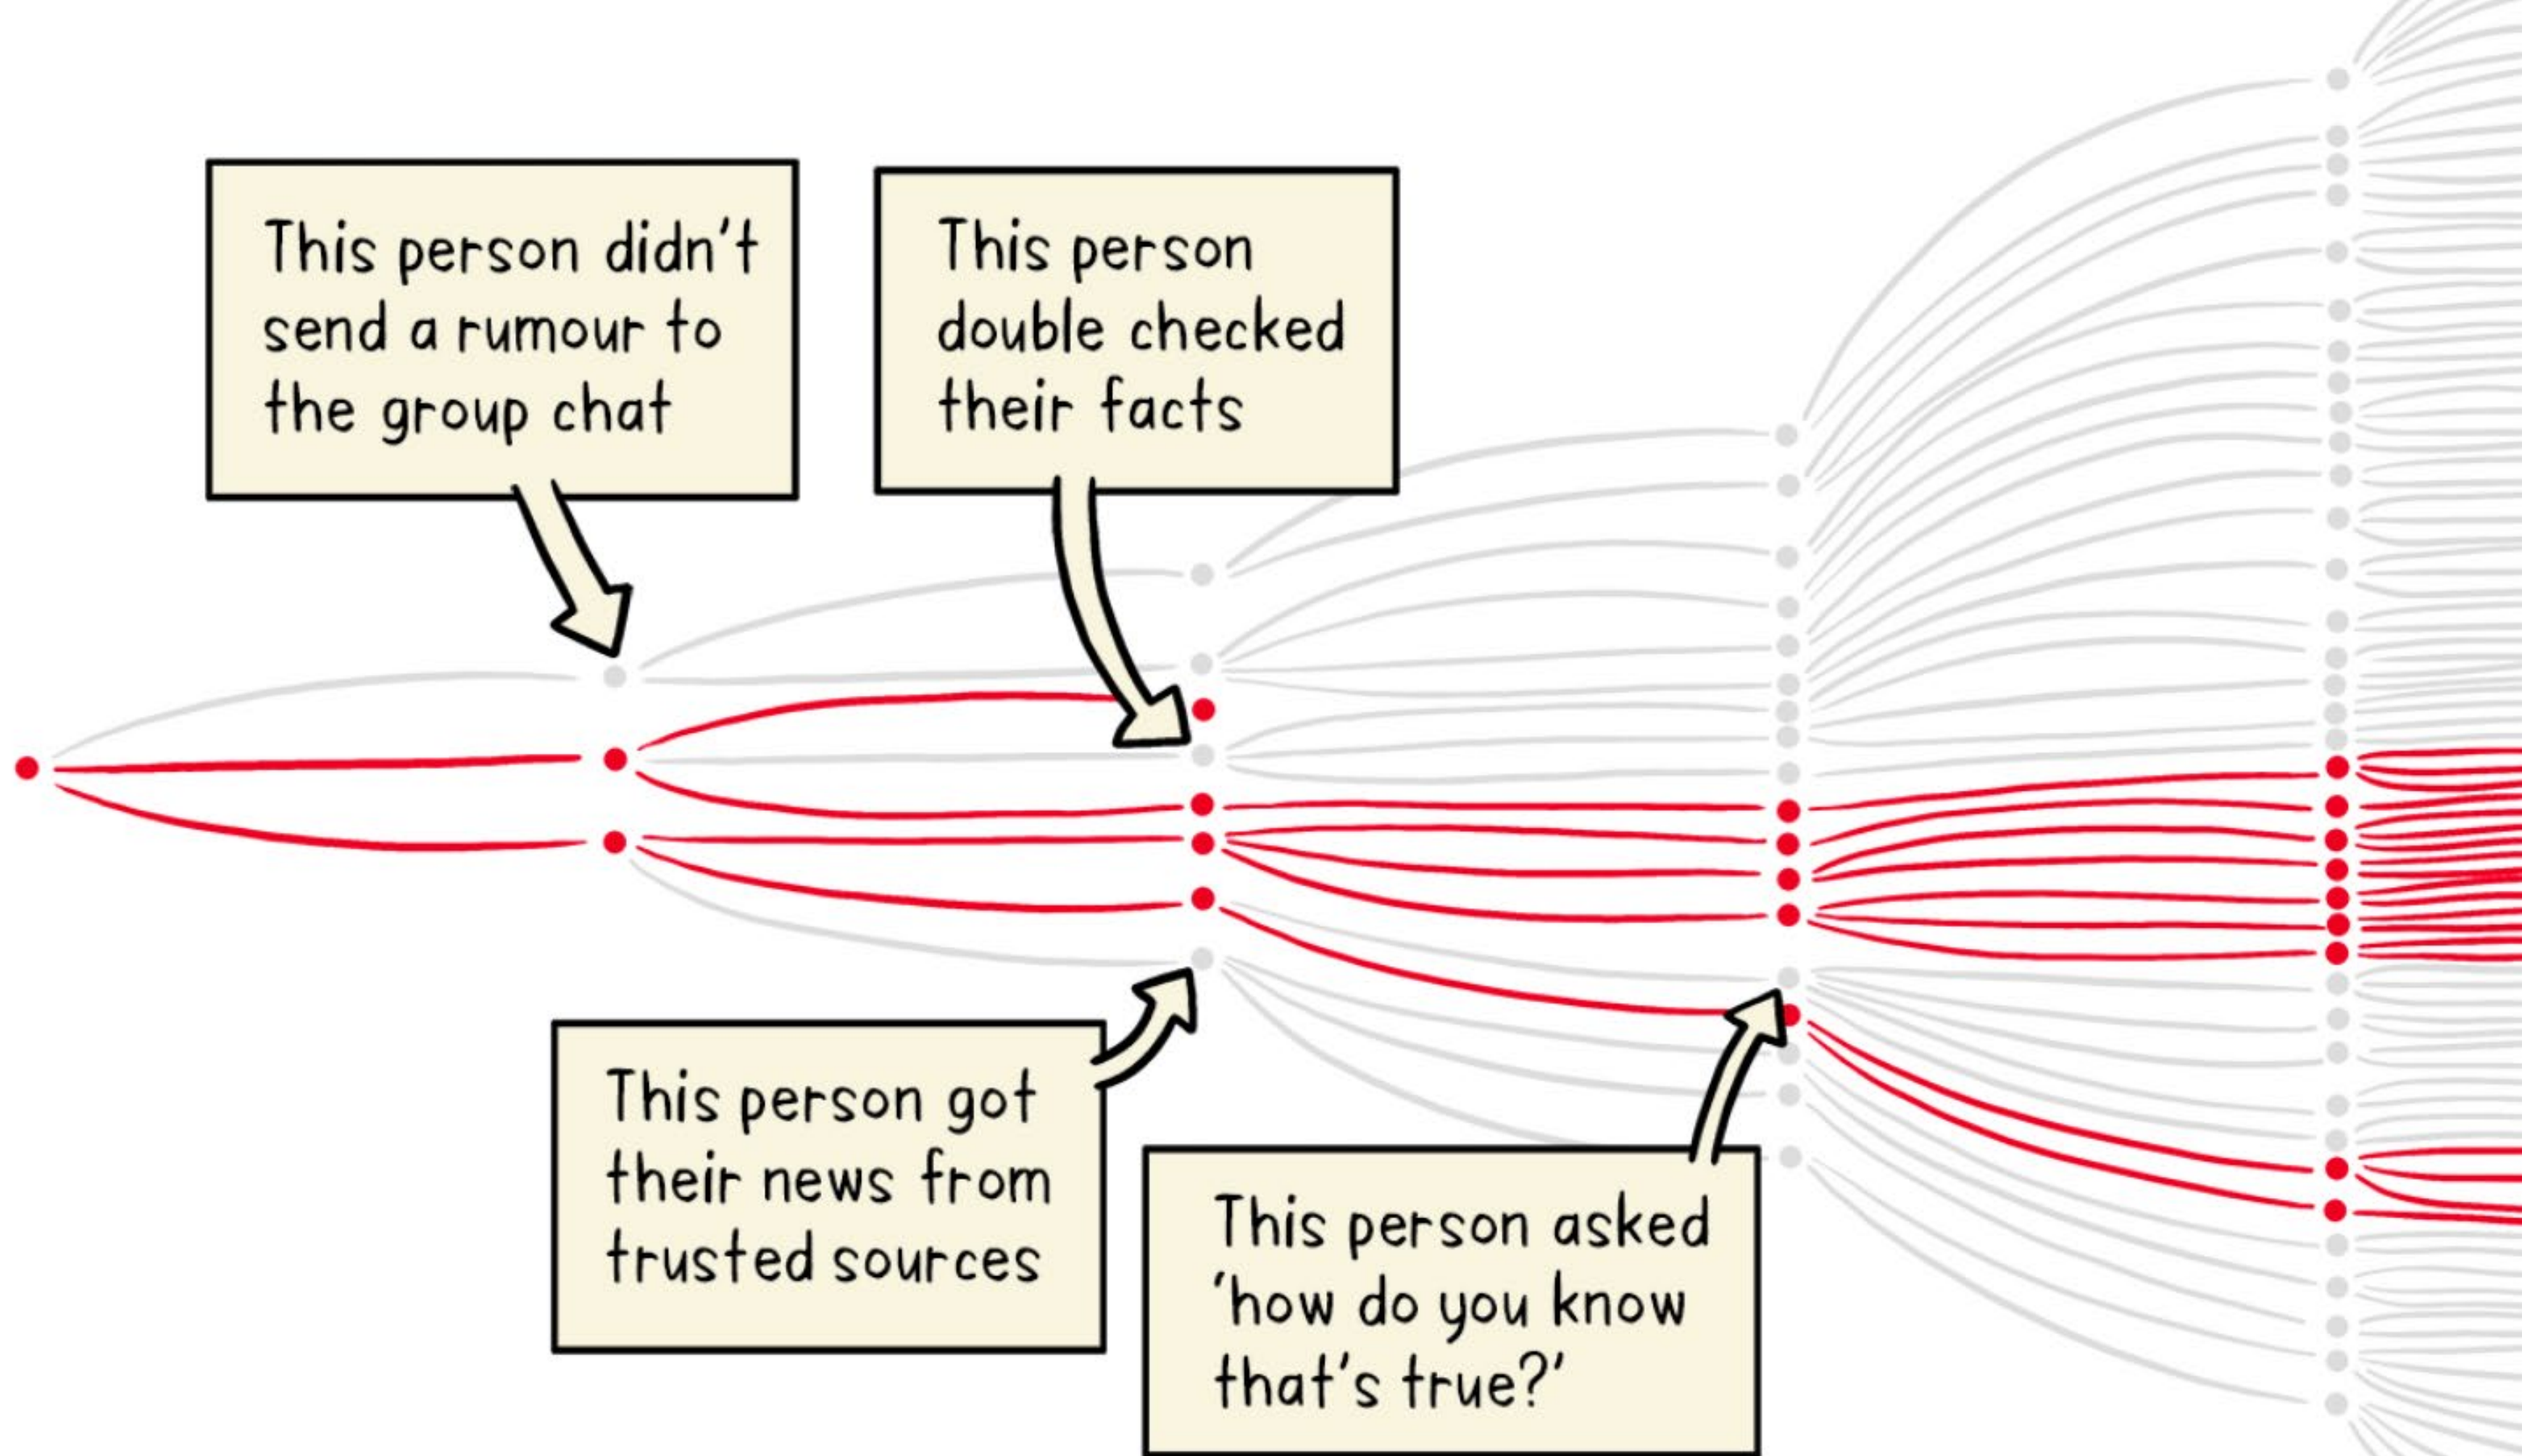 This person didn't
send a rumour to
the group chat
This person
double checked
their facts
This person got
their news from
trusted sources
This person asked
'how do you know
that's true?'